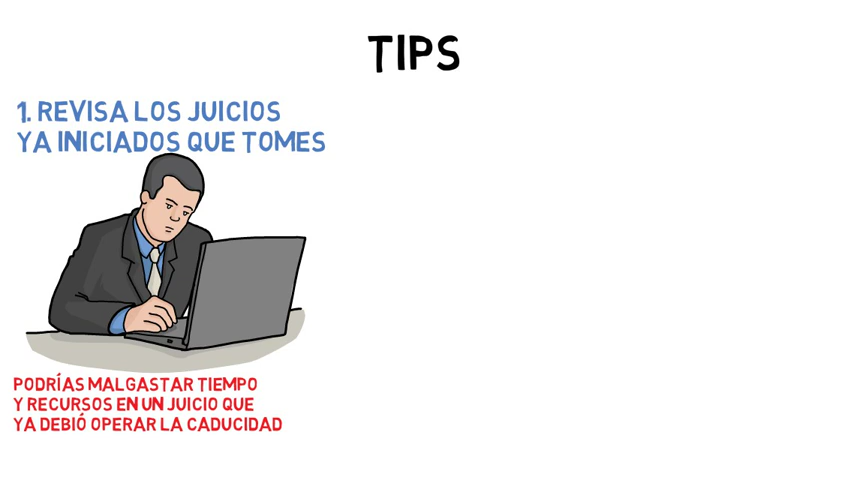 TIPS
1. REVISA LOS JUICIOS
YA INICIADOS QUE TOMES
PODRÍAS MALGASTAR TIEMPO
Y RECURSOS EN UN JUICIO QUE
YA DEBIÓ OPERAR LA CADUCIDAD